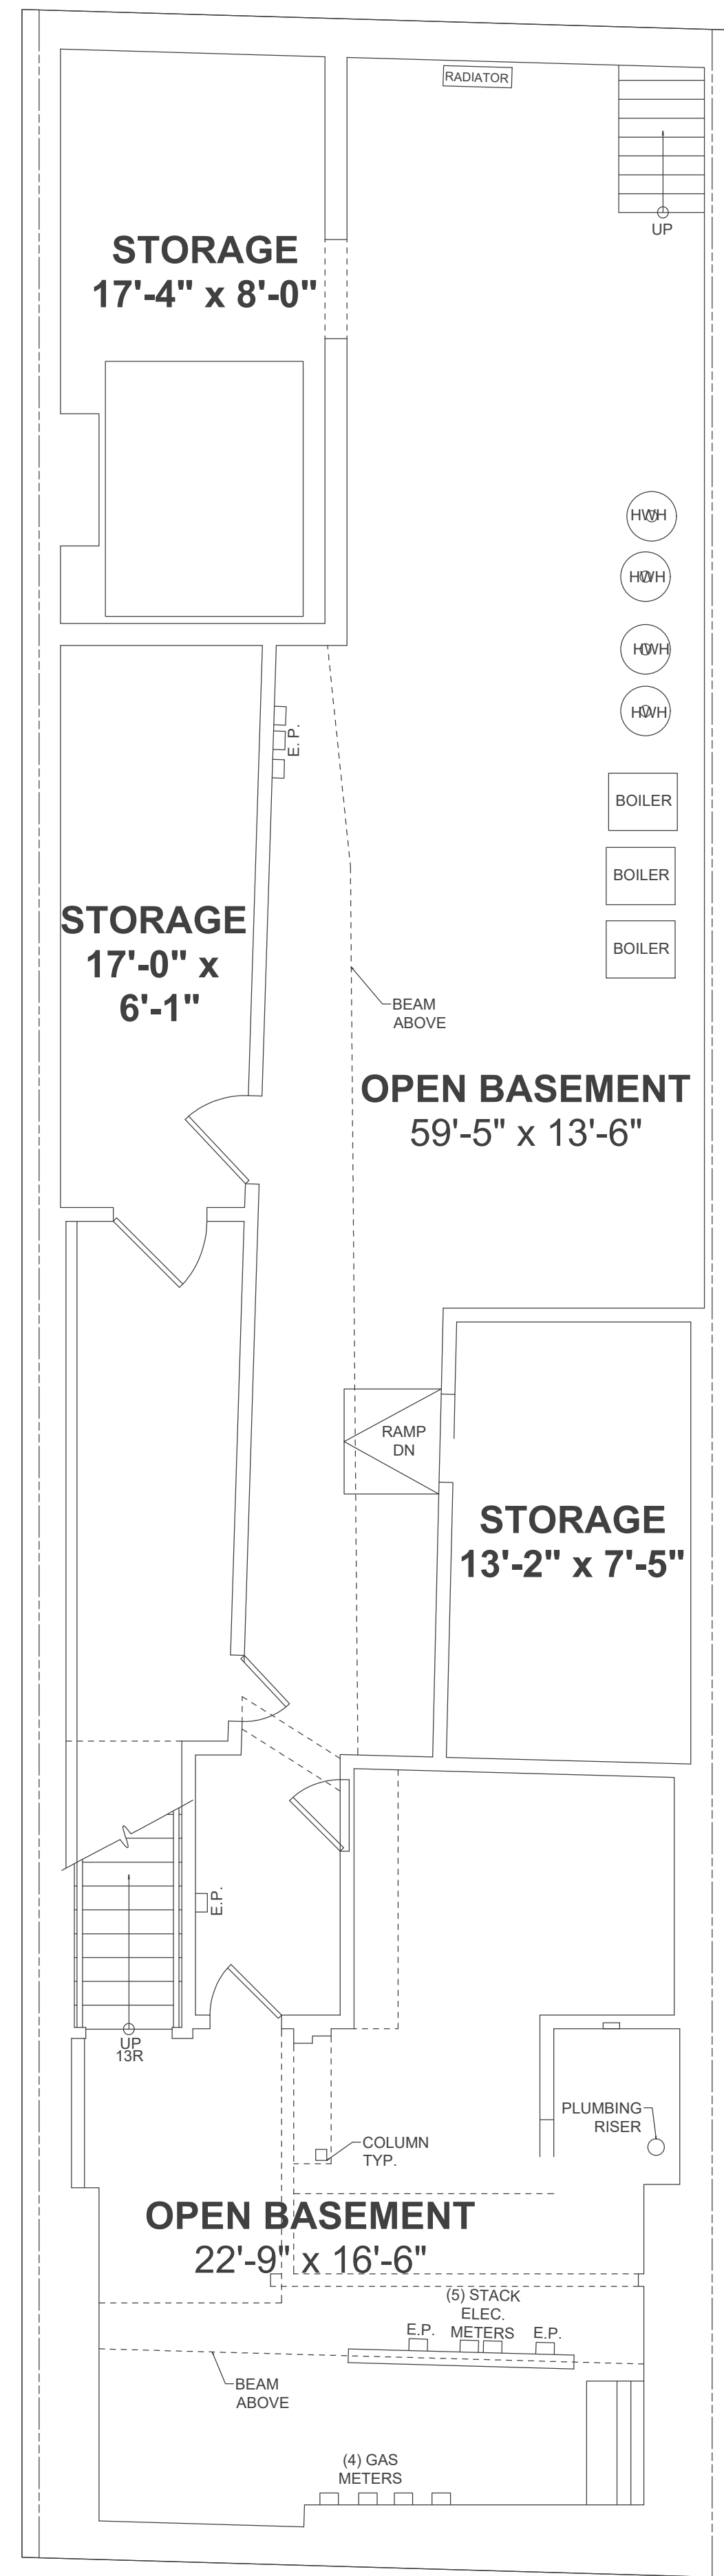 RADIATOR
UP
STORAGE
17'-4" x 8'-0"
HWH
HWH
HWH
HWH
E. P.
BOILER
BOILER
BOILER
STORAGE
17'-0" x
6'-1"
BEAM
ABOVE
OPEN BASEMENT
59'-5" x 13'-6"
RAMP
DN
STORAGE
13'-2" x 7'-5"
E.P.
UP
13R
PLUMBING
RISER
COLUMN
TYP.
OPEN BASEMENT
22'-9" x 16'-6"
(5) STACK
ELEC.
METERS
E.P.
E.P.
BEAM
ABOVE
(4) GAS
METERS